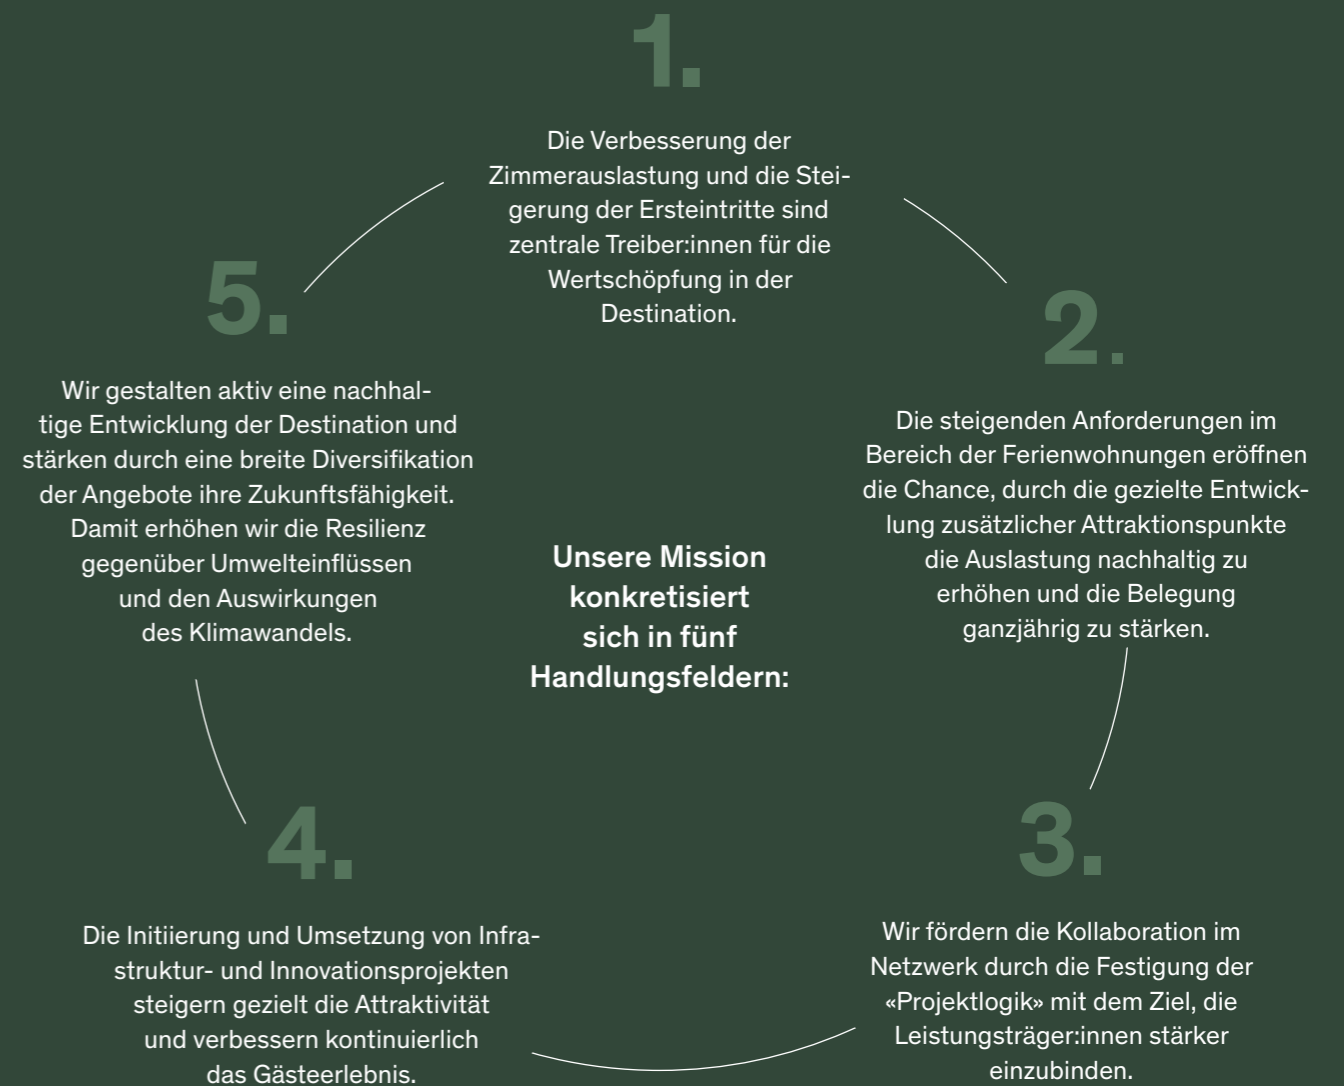 1.
Die Verbesserung der
Zimmerauslastung und die Stei-
gerung der Ersteintritte sind
zentrale Treiber:innen für die
Wertschöpfung in der
Destination.
2.
Die steigenden Anforderungen im
Bereich der Ferienwohnungen eröffnen
die Chance, durch die gezielte Entwick-
lung zusätzlicher Attraktionspunkte
die Auslastung nachhaltig zu
erhöhen und die Belegung
ganzjährig zu stärken.
3.
Wir fördern die Kollaboration im
Netzwerk durch die Festigung der
«Projektlogik» mit dem Ziel, die
Leistungsträger:innen stärker
einzubinden.
4.
Die Initiierung und Umsetzung von Infra-
struktur- und Innovationsprojekten
steigern gezielt die Attraktivität
und verbessern kontinuierlich
das Gästeerlebnis.
5.
Wir gestalten aktiv eine nachhal-
tige Entwicklung der Destination und
stärken durch eine breite Diversifikation
der Angebote ihre Zukunftsfähigkeit.
Damit erhöhen wir die Resilienz
gegenüber Umwelteinflüssen
und den Auswirkungen
des Klimawandels.
Unsere Mission
konkretisiert
sich in fünf
Handlungsfeldern: